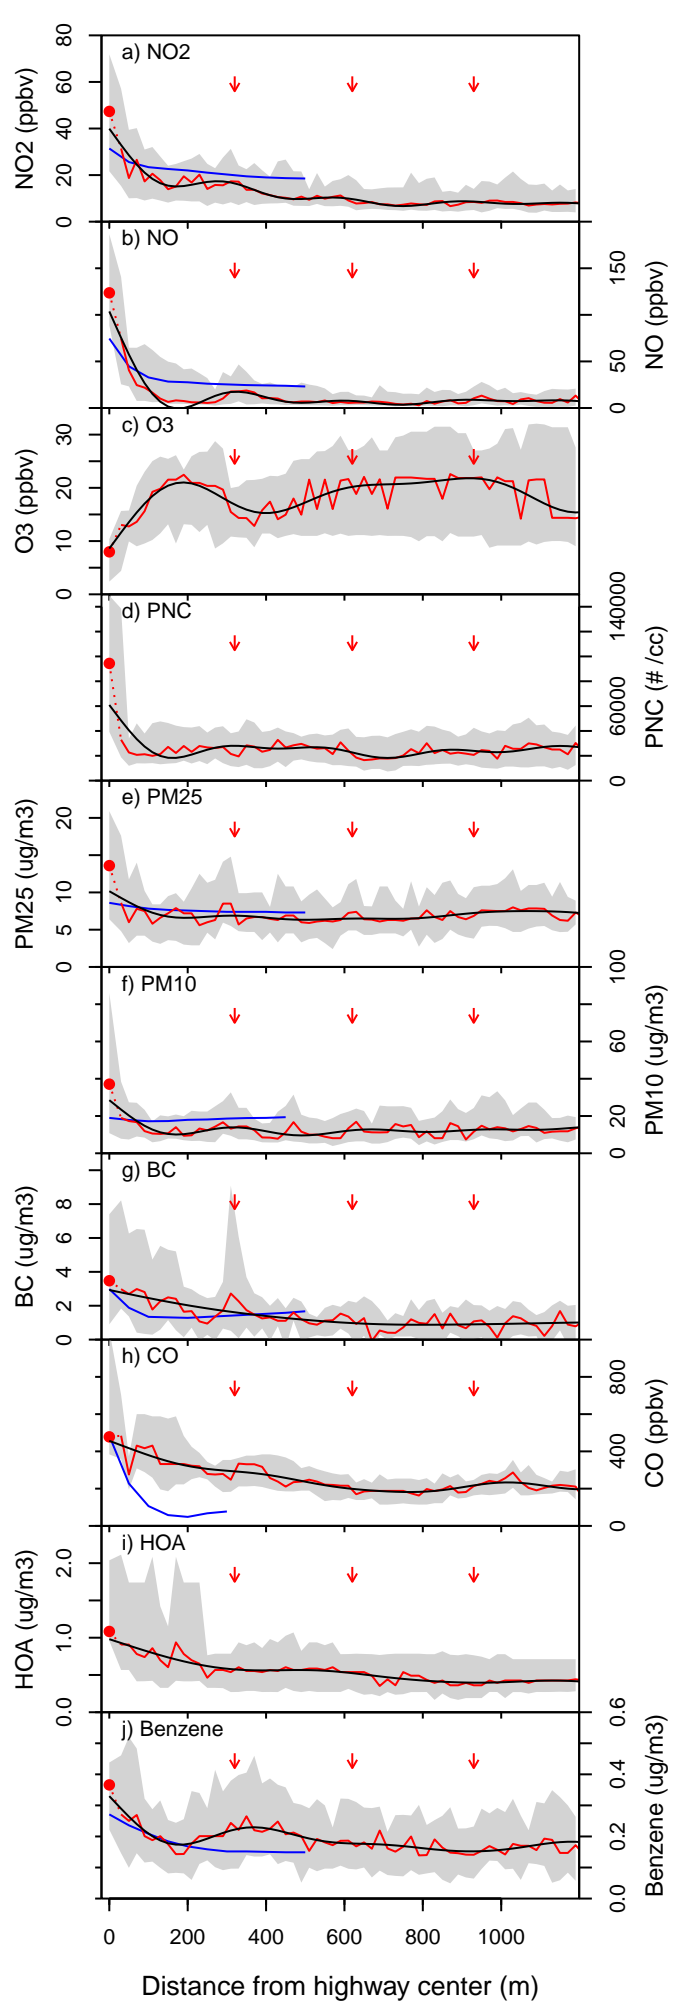 a) NO2
NO2 (ppbv)
0 20 40 60 80
b) NO
NO (ppbv)
0 50 150
c) O3
O3 (ppbv)
0 10 20 30
d) PNC
PNC (# /cc)
0 60000 140000
e) PM25
PM25 (ug/m3)
0 5 10 20
f) PM10
PM10 (ug/m3)
0 20 60 100
g) BC
BC (ug/m3)
0 2 4 6 8
h) CO
CO (ppbv)
0 400 800
i) HOA
HOA (ug/m3)
0.0 1.0 2.0
j) Benzene
Benzene (ug/m3)
0.0 0.2 0.4 0.6
0 200 400 600 800 1000
Distance from highway center (m)